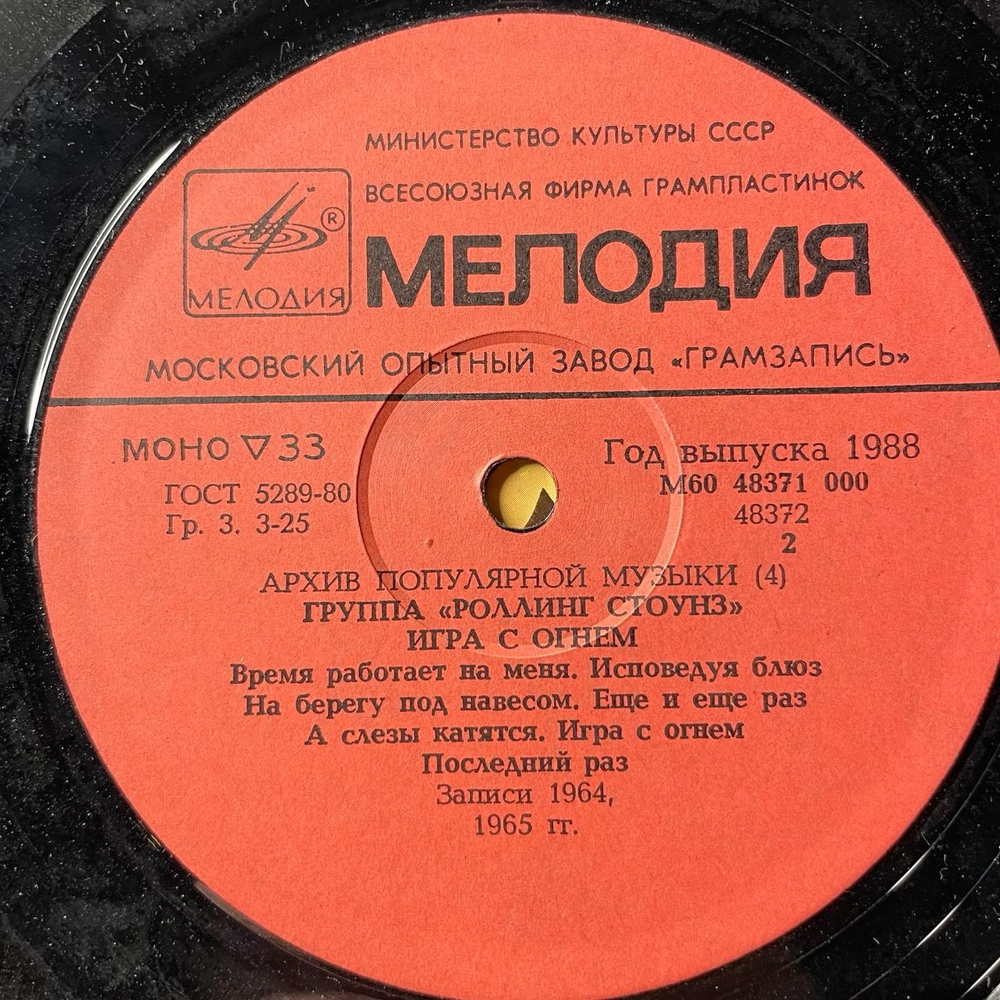 МИНИСТЕРСТВО КУЛЬТУРЫ СССР
ВСЕСОЮЗНАЯ ФИРМА ГРАМПЛАСТИНОК
®
МЕЛОДИЯ
МЕЛОДИЯ
МОСКОВСКИЙ ОПЫТНЫЙ ЗАВОД «ГРАМЗАПИСЬ»
МОНО ▽ 33
Год выпуска 1988
ГОСТ 5289-80
М60 48371 000
Гр. 3. 3-25
48372
2
АРХИВ ПОПУЛЯРНОЙ МУЗЫКИ (4)
ГРУППА «РОЛЛИНГ СТОУНЗ»
ИГРА С ОГНЕМ
Время работает на меня. Исповедуя блюз
На берегу под навесом. Еще и еще раз
А слезы катятся. Игра с огнем
Последний раз
Записи 1964,
1965 гг.